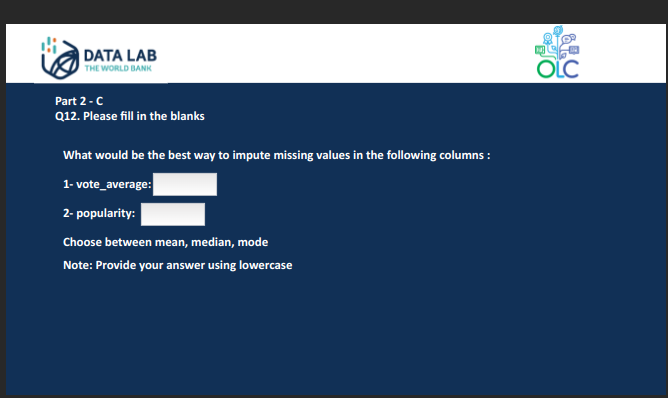 DATA LAB
THE WORLD BANK
OLC
Part 2 - C
Q12. Please fill in the blanks
What would be the best way to impute missing values in the following columns :
1- vote_average:
2- popularity:
Choose between mean, median, mode
Note: Provide your answer using lowercase